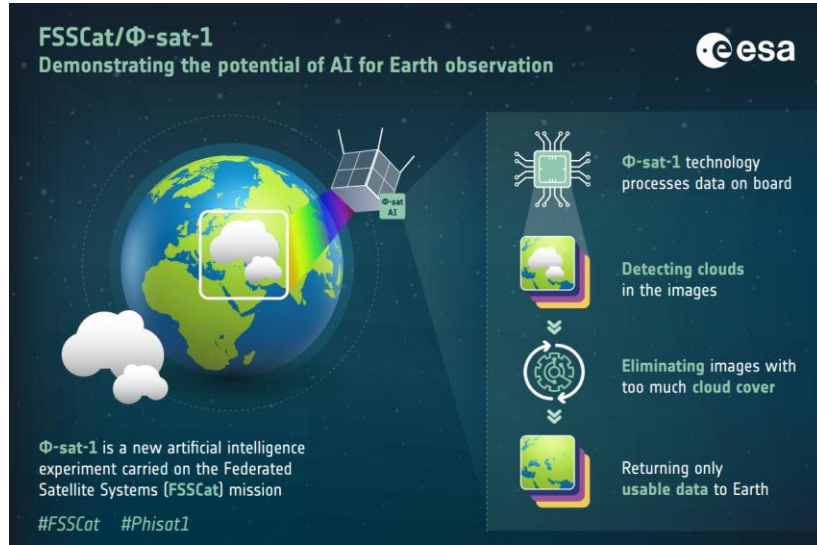 FSSCat/Φ-sat-1
Demonstrating the potential of AI for Earth observation
esa
Φ-sat
AI
Φ-sat-1 technology
processes data on board
Detecting clouds
in the images
Eliminating images with
too much cloud cover
Returning only
usable data to Earth
Φ-sat-1 is a new artificial intelligence
experiment carried on the Federated
Satellite Systems (FSSCat) mission
#FSSCat #Phisat1